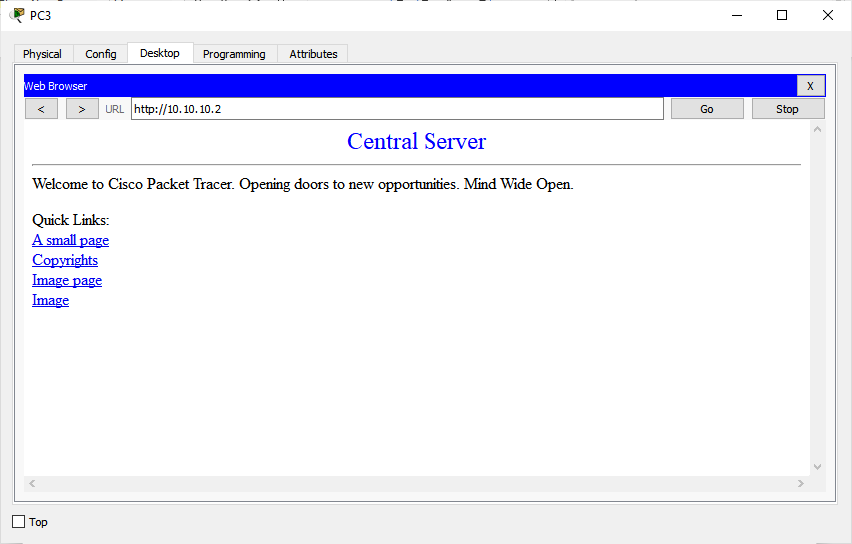 PC3
Physical Config Desktop Programming Attributes
Web Browser X
< > URL http://10.10.10.2 Go Stop
Central Server
Welcome to Cisco Packet Tracer. Opening doors to new opportunities. Mind Wide Open.
Quick Links:
A small page
Copyrights
Image page
Image
Top